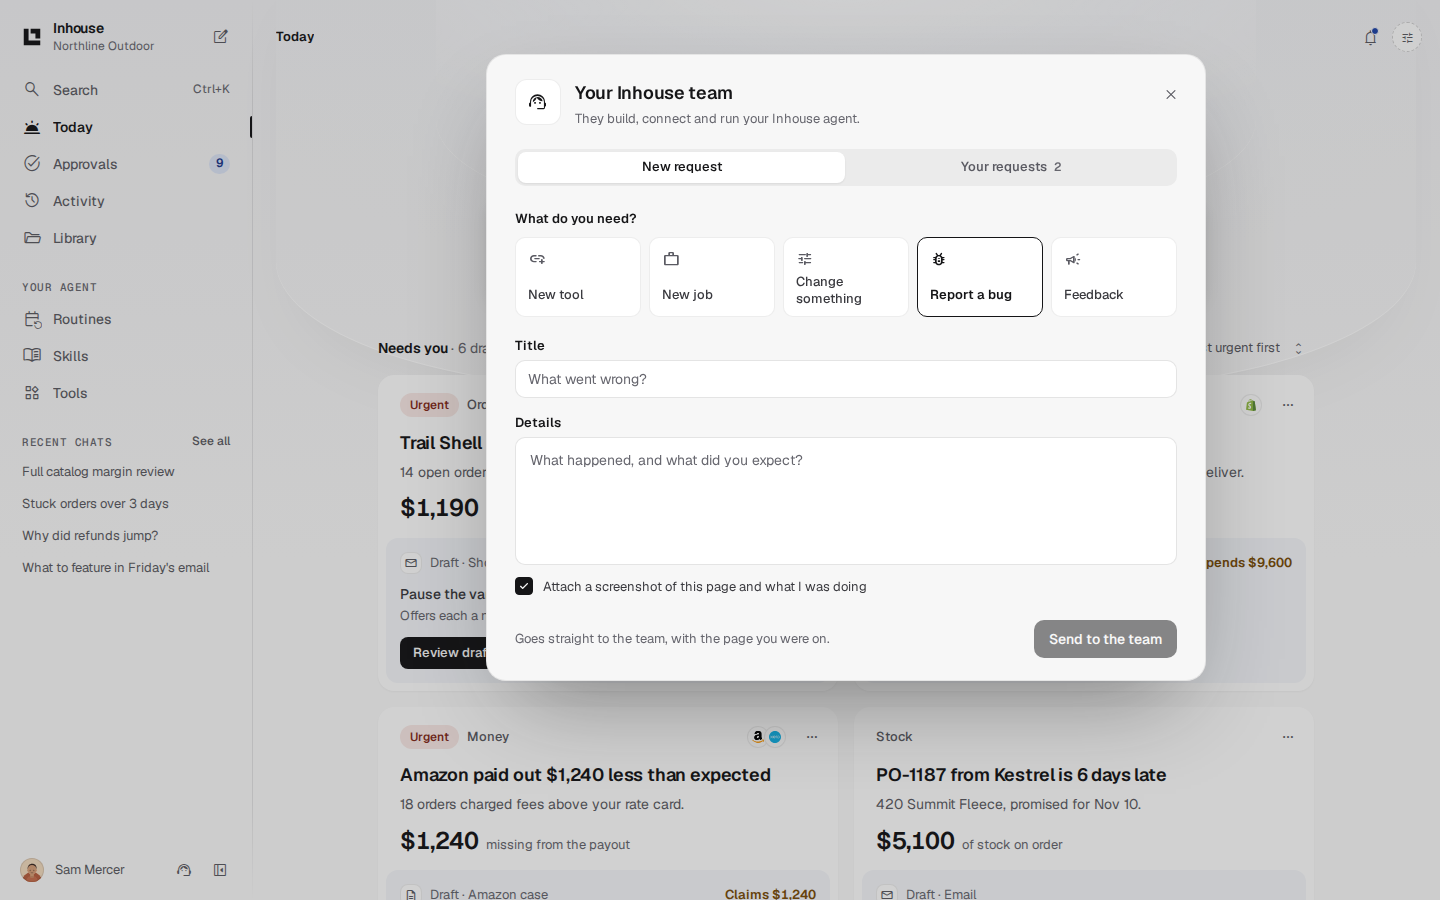 Inhouse
Northline Outdoor
Search Ctrl+K
Today
Approvals 9
Activity
Library
YOUR AGENT
Routines
Skills
Tools
RECENT CHATS See all
Full catalog margin review
Stuck orders over 3 days
Why did refunds jump?
What to feature in Friday's email
Sam Mercer
Today
Your Inhouse team
They build, connect and run your Inhouse agent.
New request
Your requests 2
What do you need?
New tool
New job
Change something
Report a bug
Feedback
Title
What went wrong?
Details
What happened, and what did you expect?
Attach a screenshot of this page and what I was doing
Goes straight to the team, with the page you were on.
Send to the team
Needs you · 6
urgent first
Urgent
Trail Shell
14 open
$1,190
Draft ·
Pause the
Offers each a
Review
$9,600
Urgent Money
Amazon paid out $1,240 less than expected
18 orders charged fees above your rate card.
$1,240 missing from the payout
Draft · Amazon case Claims $1,240
Stock
PO-1187 from Kestrel is 6 days late
420 Summit Fleece, promised for Nov 10.
$5,100 of stock on order
Draft · Email